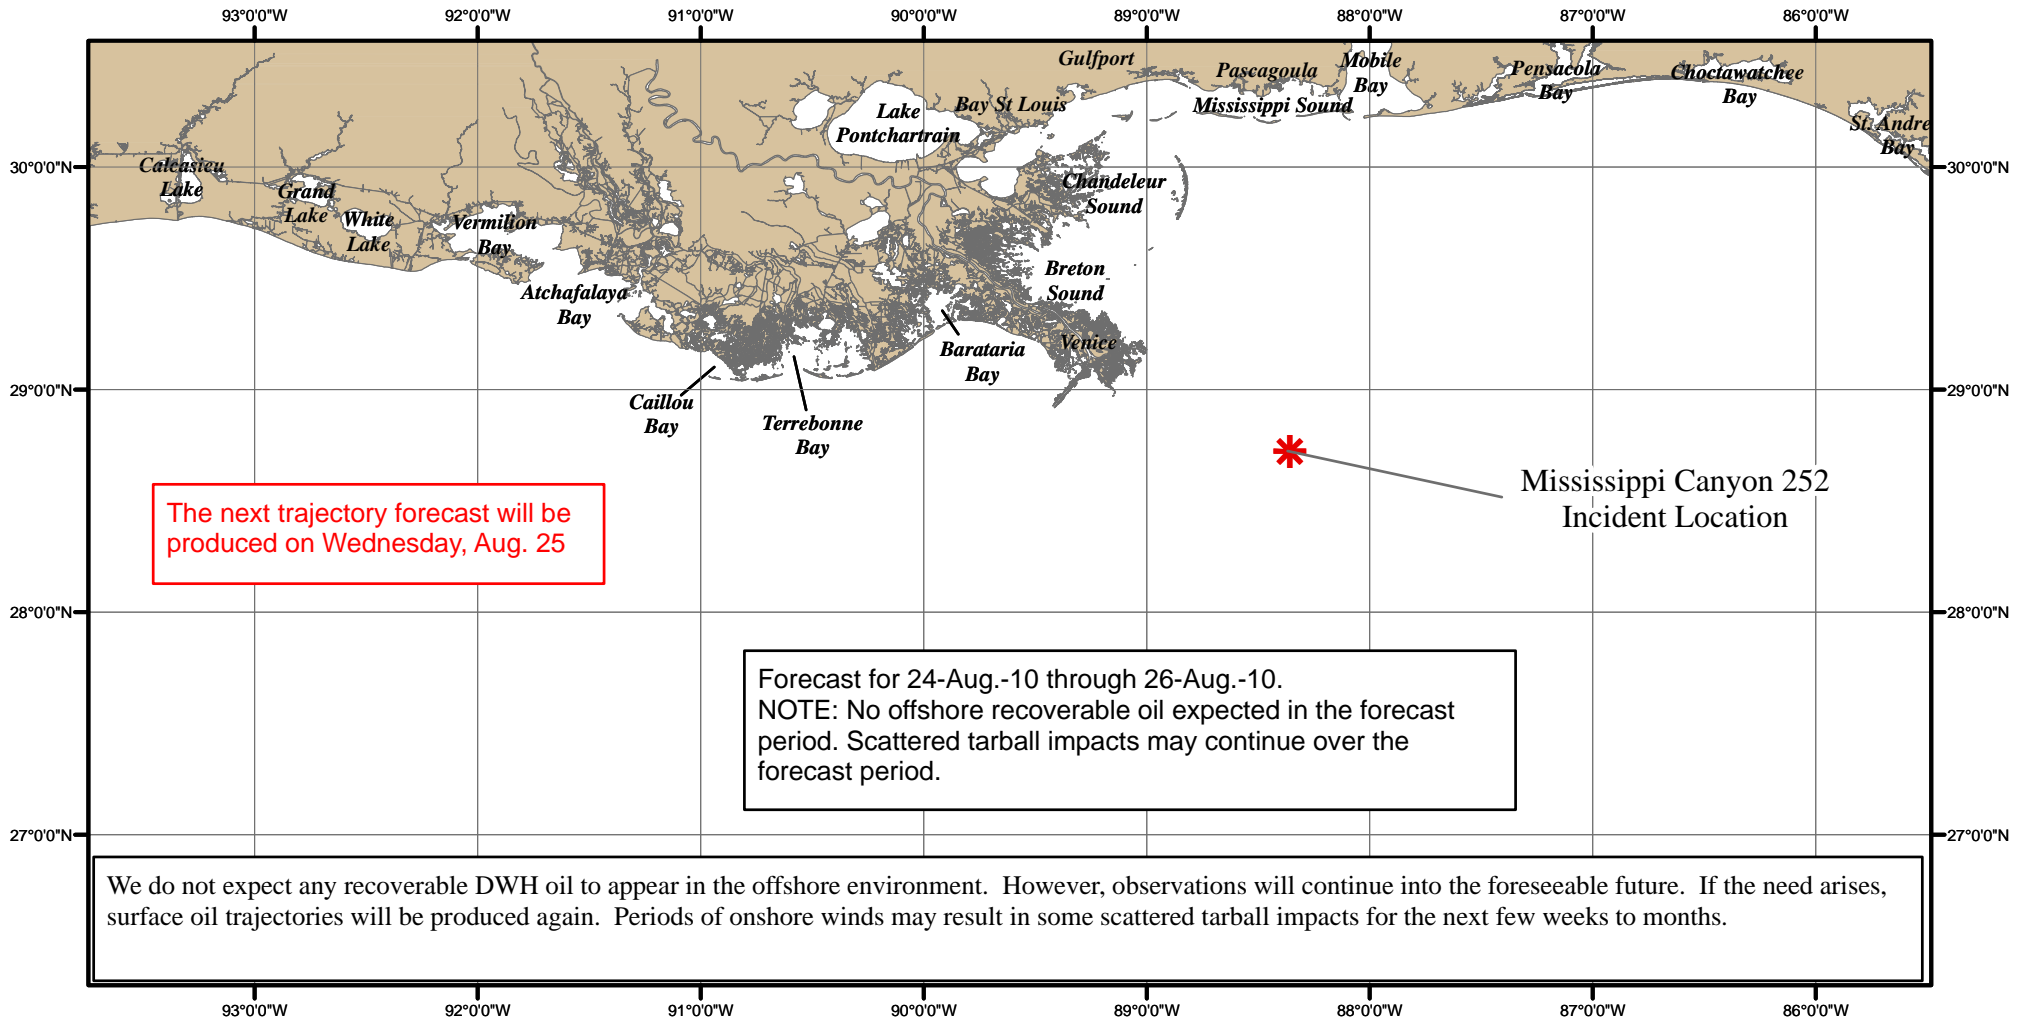 93°0'0"W 92°0'0"W 91°0'0"W 90°0'0"W 89°0'0"W 88°0'0"W 87°0'0"W 86°0'0"W
Gulfport
Pascagoula
Mobile
Bay
Pensacola
Bay
Choctawatchee
Bay
Mississippi Sound
St. Andre
Bay
Bay St Louis
Lake
Pontchartrain
30°0'0"N
30°0'0"N
Calcasieu
Lake
Grand
Lake
White
Lake
Vermilion
Bay
Chandeleur
Sound
Breton
Sound
Atchafalaya
Bay
Venice
Barataria
Bay
29°0'0"N
29°0'0"N
Caillou
Bay
Terrebonne
Bay
Mississippi Canyon 252
Incident Location
The next trajectory forecast will be
produced on Wednesday, Aug. 25
28°0'0"N
28°0'0"N
Forecast for 24-Aug.-10 through 26-Aug.-10.
NOTE: No offshore recoverable oil expected in the forecast
period. Scattered tarball impacts may continue over the
forecast period.
27°0'0"N
27°0'0"N
We do not expect any recoverable DWH oil to appear in the offshore environment.  However, observations will continue into the foreseeable future.  If the need arises,
surface oil trajectories will be produced again.  Periods of onshore winds may result in some scattered tarball impacts for the next few weeks to months.
93°0'0"W 92°0'0"W 91°0'0"W 90°0'0"W 89°0'0"W 88°0'0"W 87°0'0"W 86°0'0"W